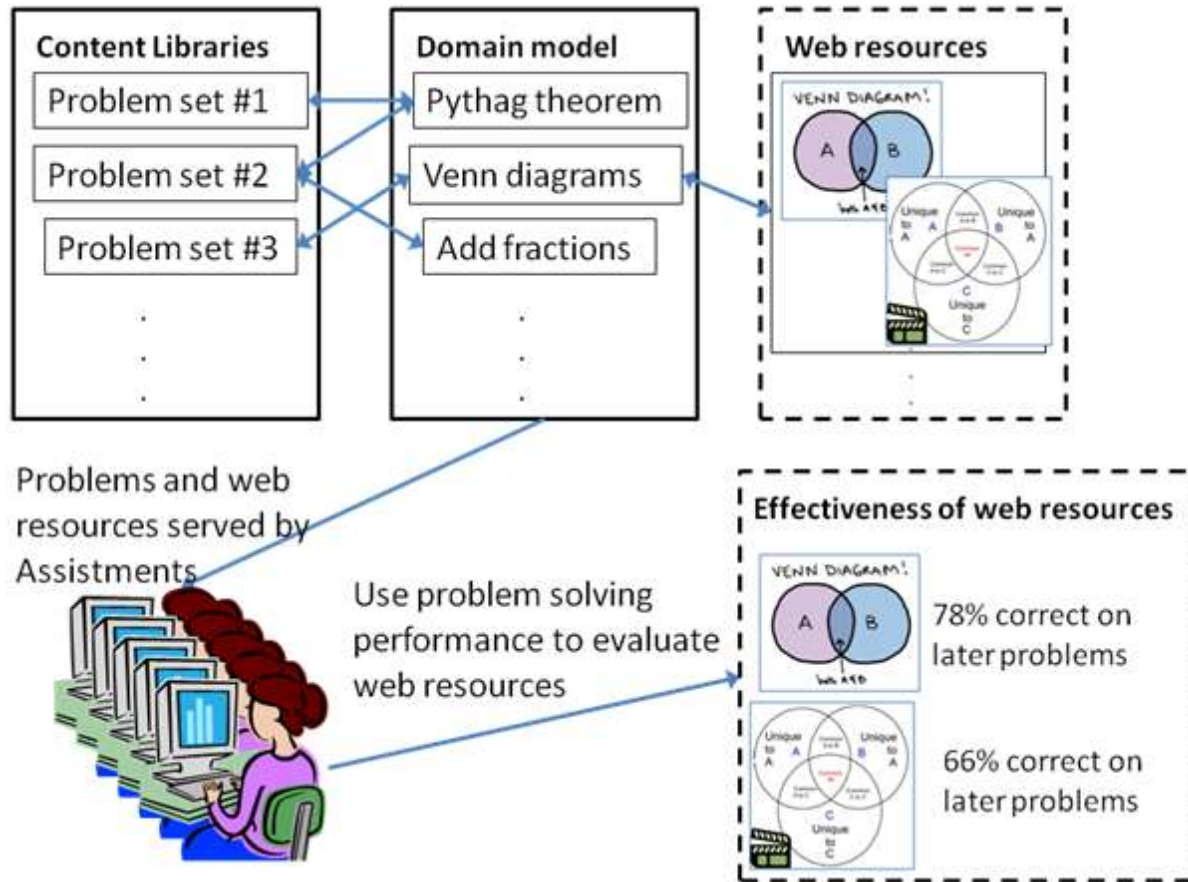 Content Libraries
Problem set #1
Problem set #2
Problem set #3
Domain model
Pythag theorem
Venn diagrams
Add fractions
Web resources
VENN DIAGRAM!
A
B
Unique
to
A
A
B
Unique
to
A
C
Unique
to
C
Problems and web
resources served by
Assistments
Use problem solving
performance to evaluate
web resources
Effectiveness of web resources
VENN DIAGRAM!
A
B
78% correct on
later problems
Unique
to
A
A
B
Unique
to
A
C
Unique
to
C
66% correct on
later problems